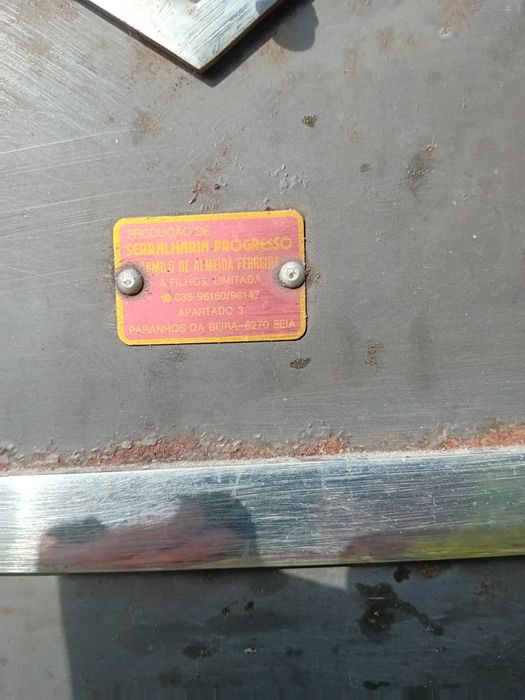 PRODUÇÃO DE
SERRALHARIA PROGRESSO
DE ALMEIDA FERREIRA
& FILHOS, LIMITADA
☎ 038-96160/96147
APARTADO 3
PARANHOS DA BEIRA-6270 SEIA